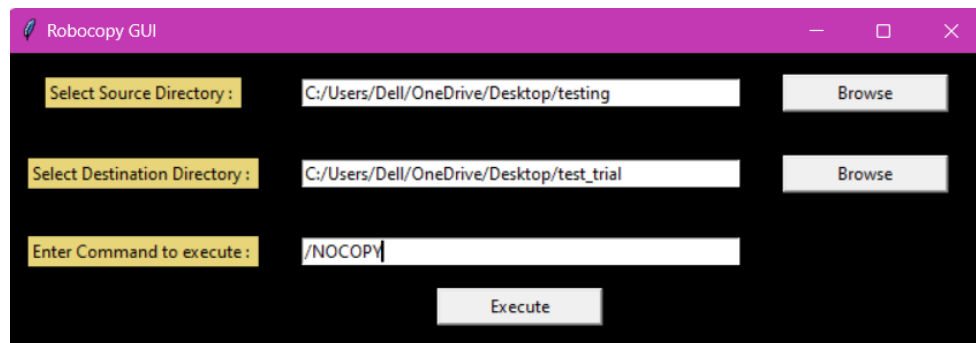 Robocopy GUI
Select Source Directory : C:/Users/Dell/OneDrive/Desktop/testing Browse
Select Destination Directory : C:/Users/Dell/OneDrive/Desktop/test_trial Browse
Enter Command to execute : /NOCOPY
Execute